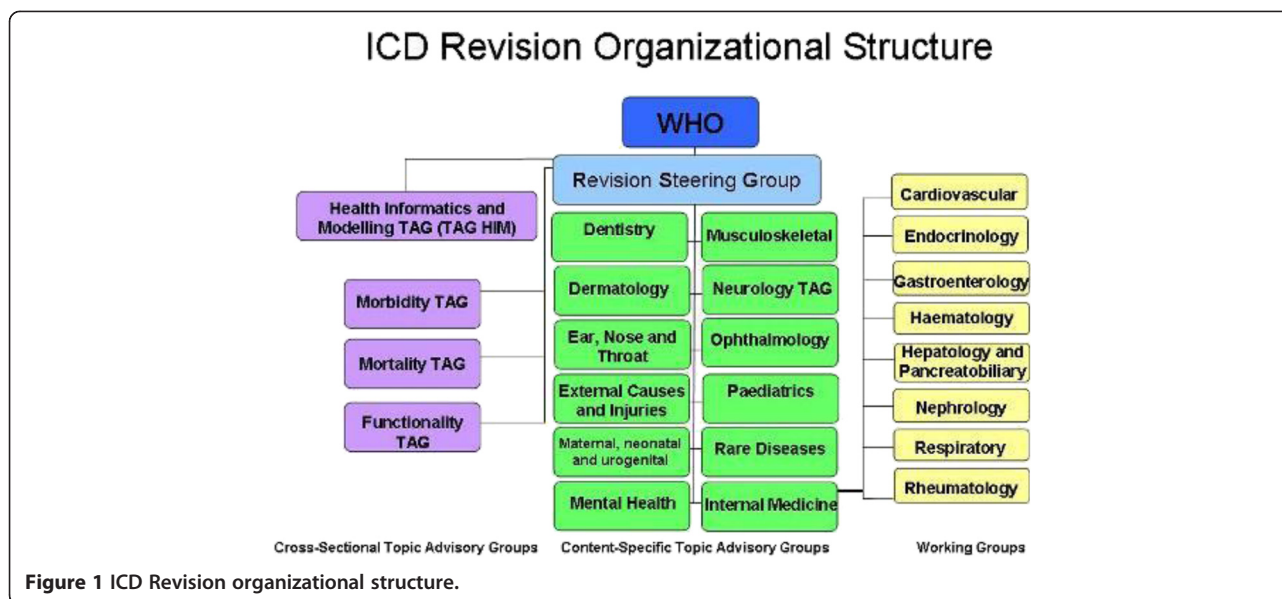 ICD Revision Organizational Structure
WHO
Revision Steering Group
Health Informatics and
Modelling TAG (TAG HIM)
Morbidity TAG
Mortality TAG
Functionality
TAG
Dentistry
Dermatology
Ear, Nose and
Throat
External Causes
and Injuries
Maternal, neonatal
and urogenital
Mental Health
Musculoskeletal
Neurology TAG
Ophthalmology
Paediatrics
Rare Diseases
Internal Medicine
Cardiovascular
Endocrinology
Gastroenterology
Haematology
Hepatology and
Pancreatobiliary
Nephrology
Respiratory
Rheumatology
Cross-Sectional Topic Advisory Groups
Content-Specific Topic Advisory Groups
Working Groups
Figure 1 ICD Revision organizational structure.